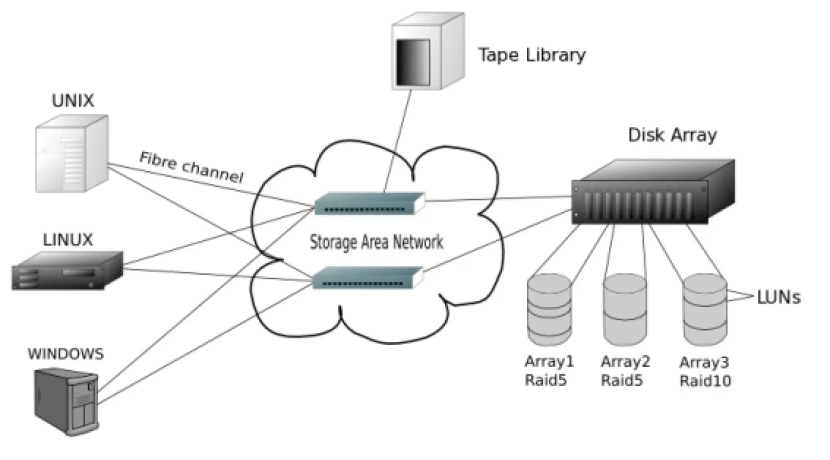 Tape Library
UNIX
Fibre channel
Disk Array
LINUX
Storage Area Network
WINDOWS
LUNs
Array1
Raid5
Array2
Raid5
Array3
Raid10